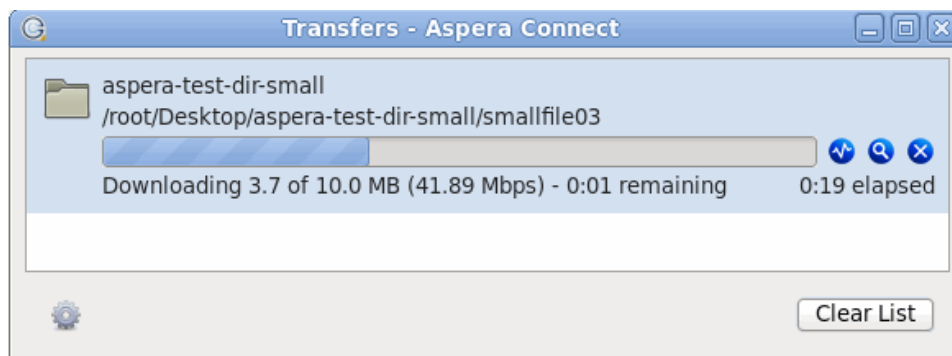 Transfers - Aspera Connect
aspera-test-dir-small
/root/Desktop/aspera-test-dir-small/smallfile03
Downloading 3.7 of 10.0 MB (41.89 Mbps) - 0:01 remaining 0:19 elapsed
Clear List